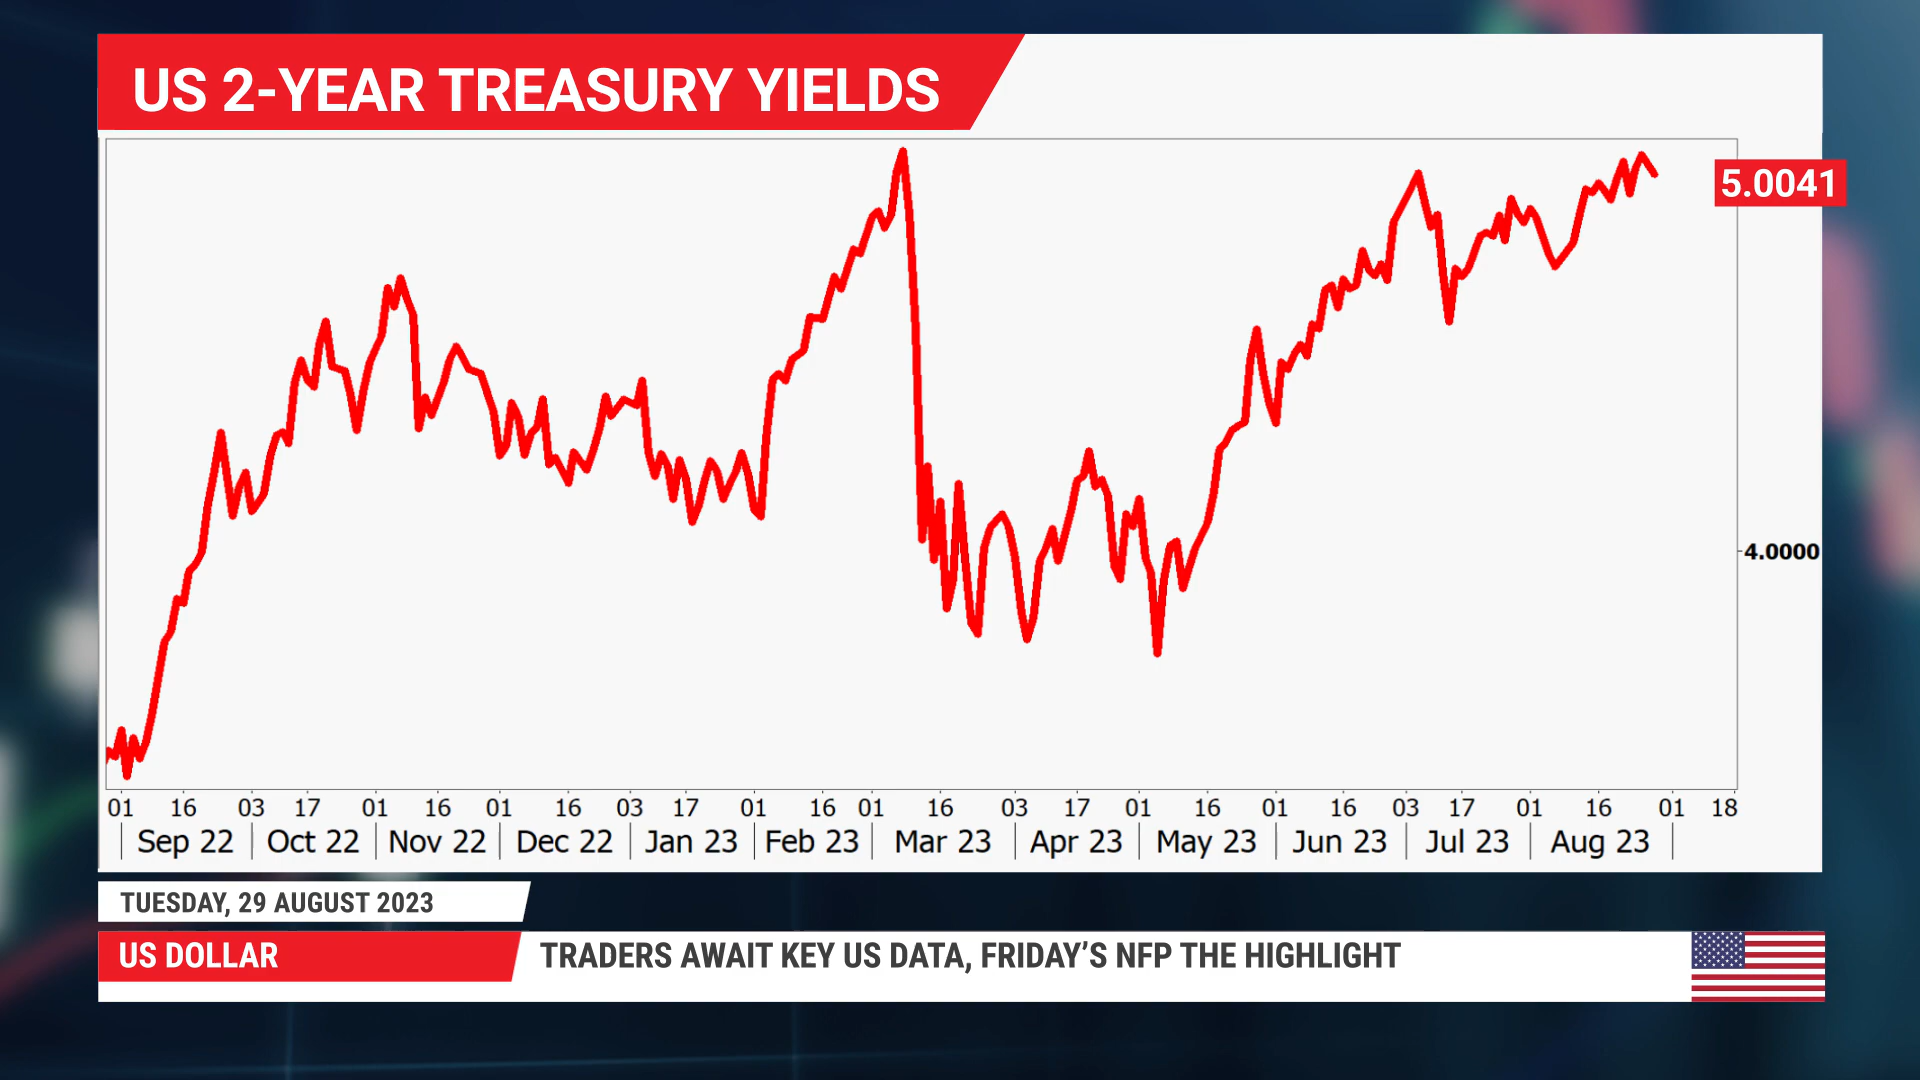 US 2-YEAR TREASURY YIELDS
5.0041
4.0000
01 16 03 17 01 16 01 16 03 17 01 16 01 16 03 17 01 16 01 16 03 17 01 16 01 18
Sep 22 Oct 22 Nov 22 Dec 22 Jan 23 Feb 23 Mar 23 Apr 23 May 23 Jun 23 Jul 23 Aug 23
TUESDAY, 29 AUGUST 2023
US DOLLAR TRADERS AWAIT KEY US DATA, FRIDAY’S NFP THE HIGHLIGHT